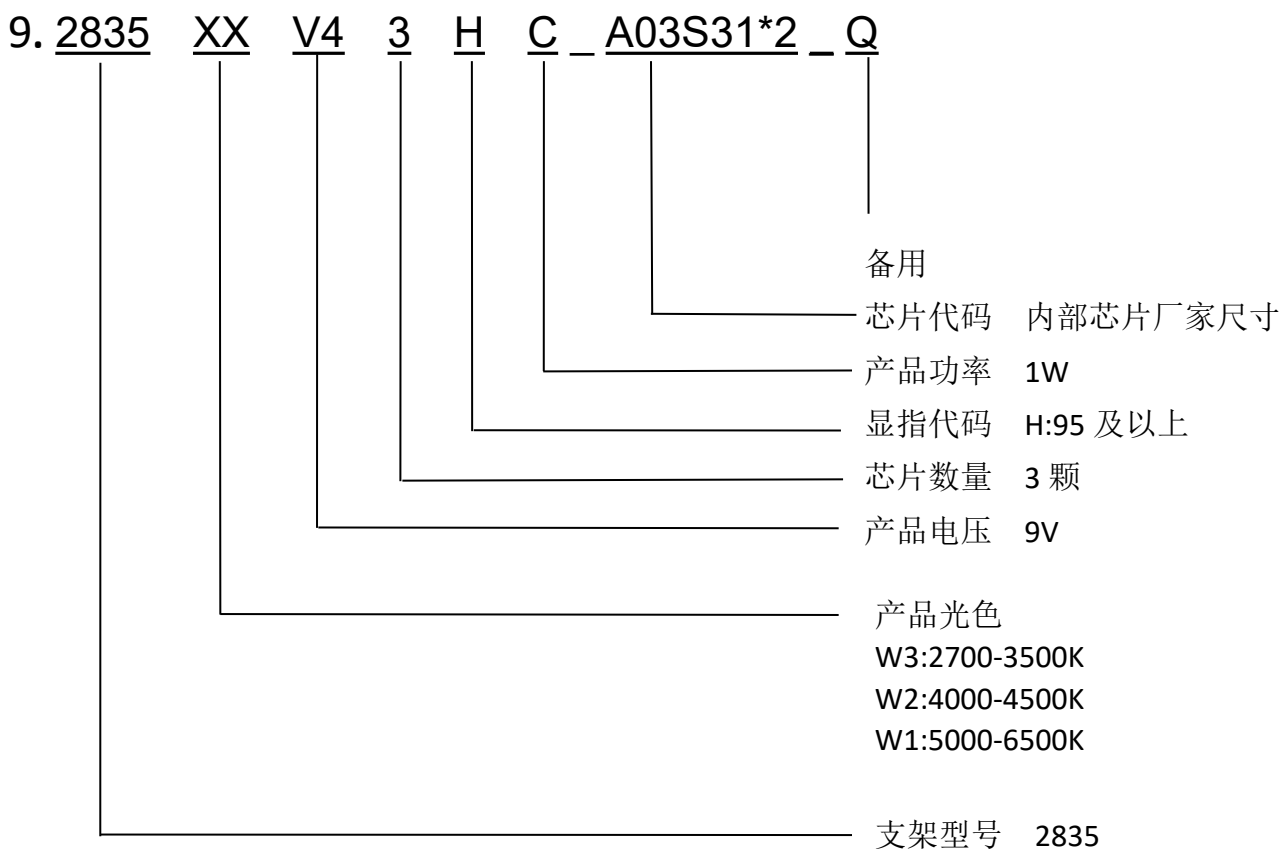 9. 2835 XX V4 3 H C _ A03S31*2 _ Q
备用
芯片代码 内部芯片厂家尺寸
产品功率 1W
显指代码 H:95 及以上
芯片数量 3 颗
产品电压 9V
产品光色
W3:2700-3500K
W2:4000-4500K
W1:5000-6500K
支架型号 2835